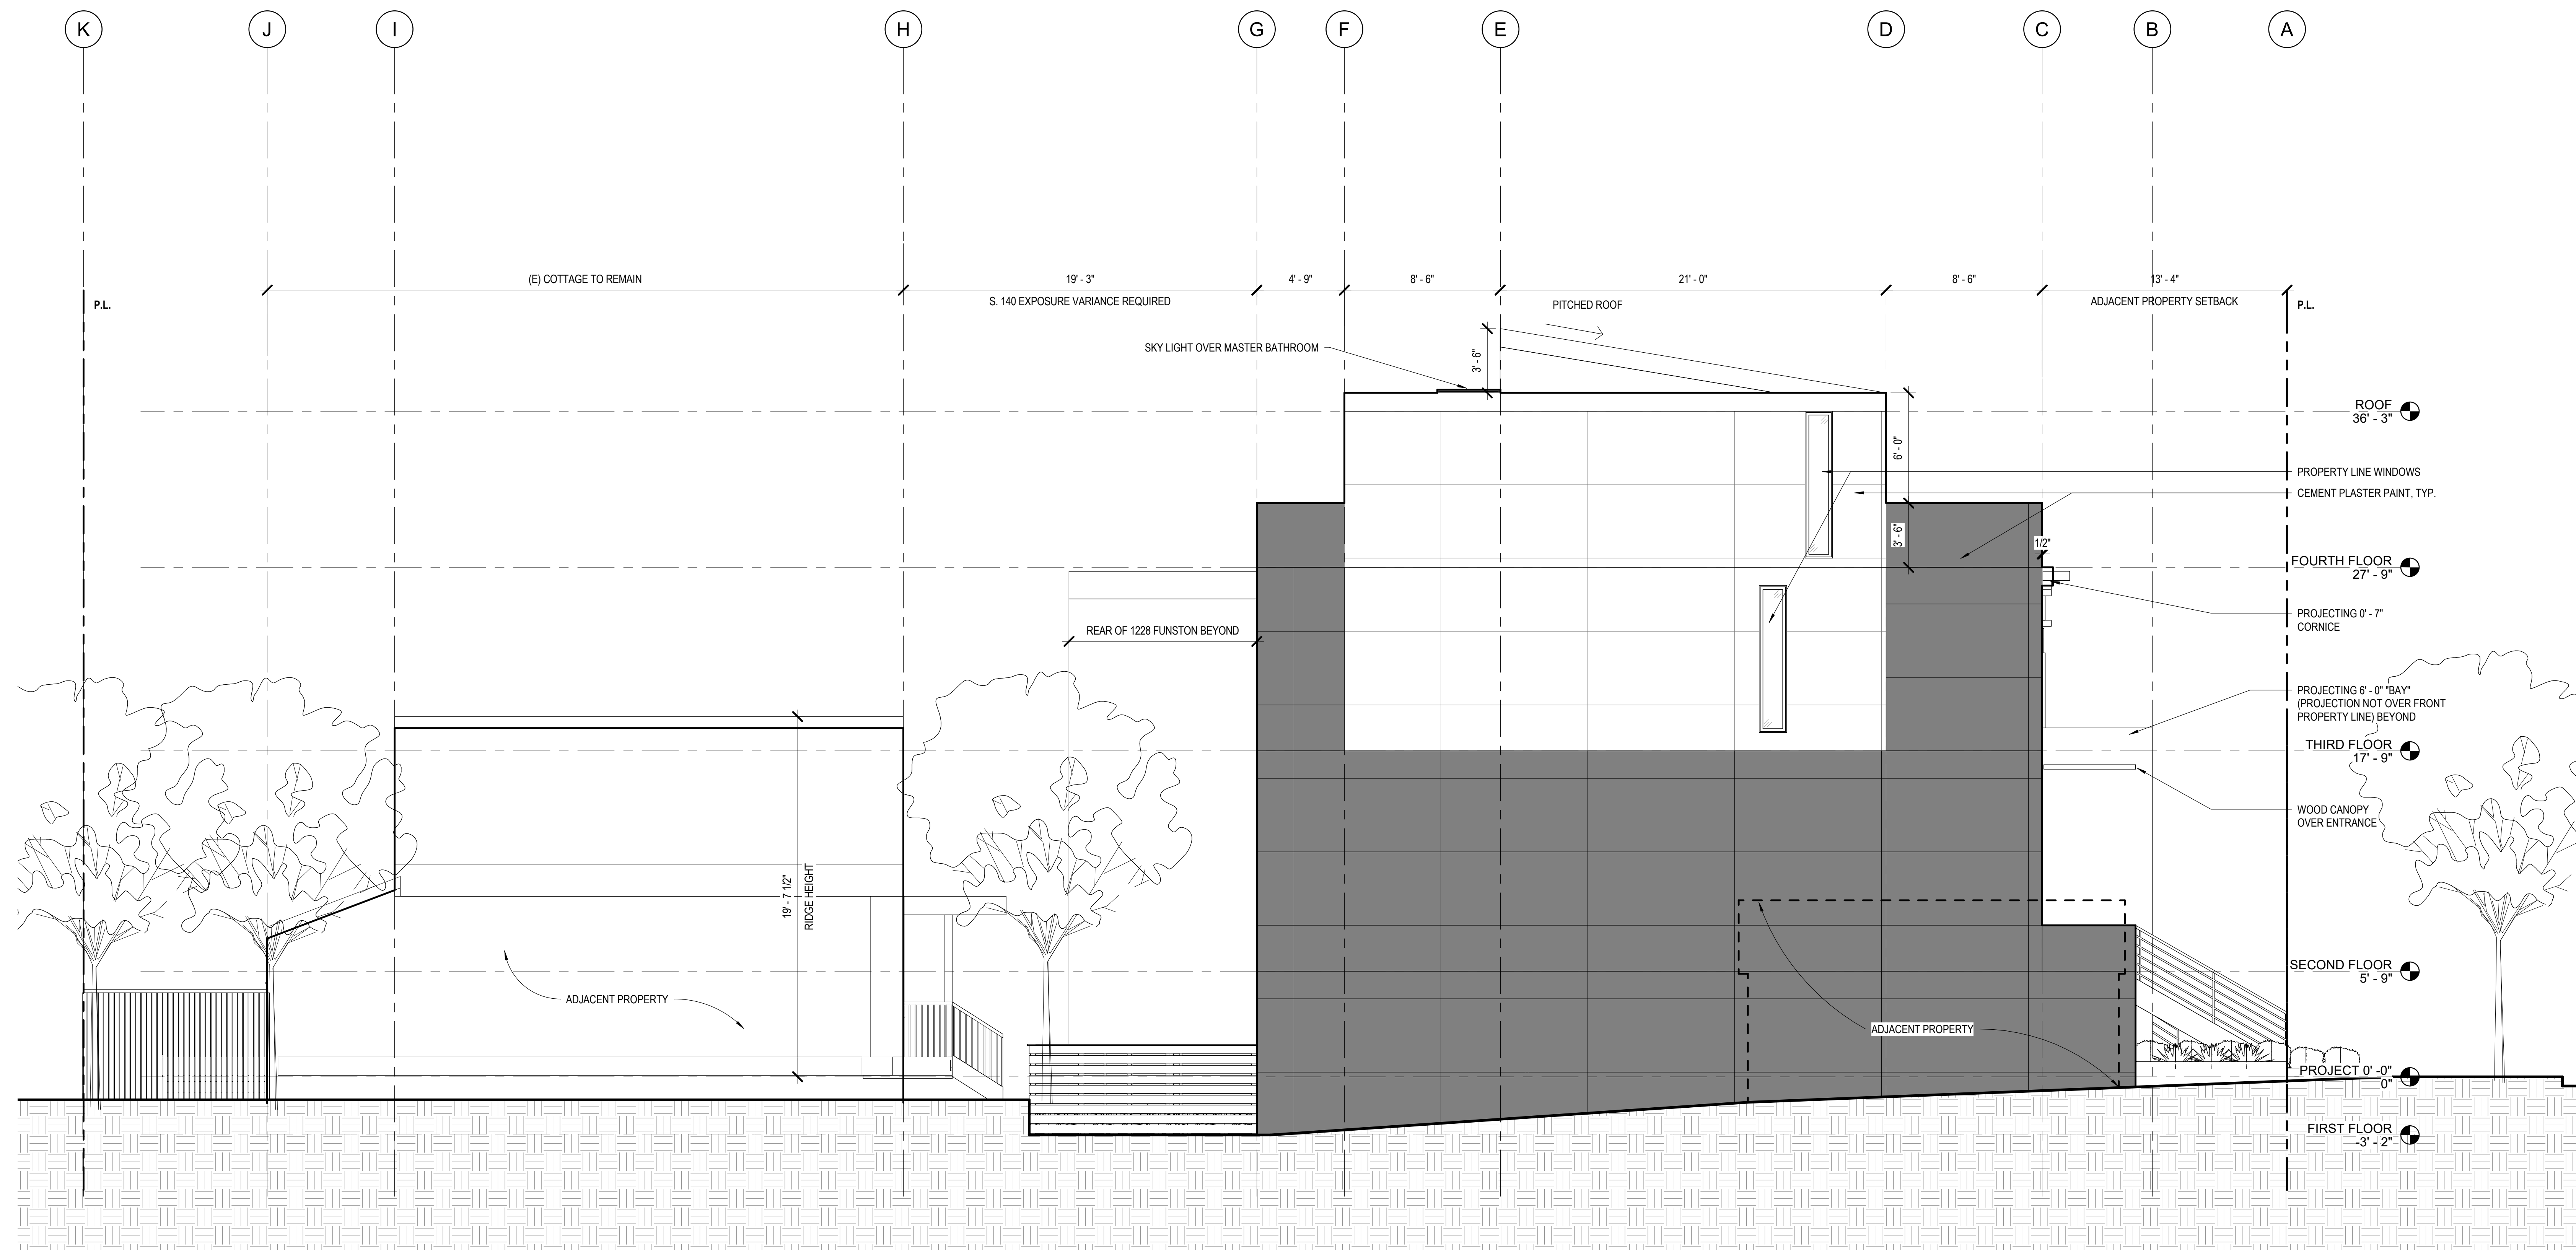 K J I H G F E D C B A
(E) COTTAGE TO REMAIN
19' - 3"
4' - 9"
8' - 6"
21' - 0"
8' - 6"
13' - 4"
P.L.
S. 140 EXPOSURE VARIANCE REQUIRED
PITCHED ROOF
ADJACENT PROPERTY SETBACK
P.L.
SKY LIGHT OVER MASTER BATHROOM
3' - 6"
ROOF
36' - 3"
6' - 0"
PROPERTY LINE WINDOWS
CEMENT PLASTER PAINT, TYP.
3' - 6"
1/2"
FOURTH FLOOR
27' - 9"
PROJECTING 0' - 7"
CORNICE
REAR OF 1228 FUNSTON BEYOND
PROJECTING 6' - 0" "BAY"
(PROJECTION NOT OVER FRONT
PROPERTY LINE) BEYOND
THIRD FLOOR
17' - 9"
WOOD CANOPY
OVER ENTRANCE
19' - 7 1/2"
RIDGE HEIGHT
SECOND FLOOR
5' - 9"
ADJACENT PROPERTY
ADJACENT PROPERTY
PROJECT 0' -0"
0"
FIRST FLOOR
-3' - 2"